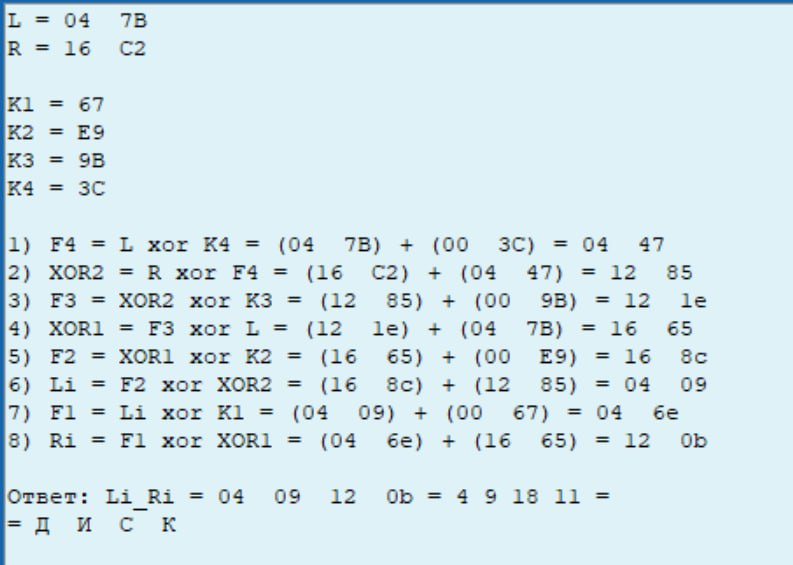 L = 04  7B
R = 16  C2
K1 = 67
K2 = E9
K3 = 9B
K4 = 3C
1) F4 = L xor K4 = (04  7B) + (00  3C) = 04  47
2) XOR2 = R xor F4 = (16  C2) + (04  47) = 12  85
3) F3 = XOR2 xor K3 = (12  85) + (00  9B) = 12  1e
4) XOR1 = F3 xor L = (12  1e) + (04  7B) = 16  65
5) F2 = XOR1 xor K2 = (16  65) + (00  E9) = 16  8c
6) Li = F2 xor XOR2 = (16  8c) + (12  85) = 04  09
7) F1 = Li xor K1 = (04  09) + (00  67) = 04  6e
8) Ri = F1 xor XOR1 = (04  6e) + (16  65) = 12  0b
Ответ: Li_Ri = 04  09  12  0b = 4 9 18 11 =
= Д  И  С  К